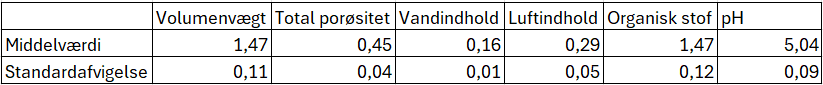 Volumenvægt Total porøsitet Vandindhold Luftindhold Organisk stof pH
Middelværdi 1,47 0,45 0,16 0,29 1,47 5,04
Standardafvigelse 0,11 0,04 0,01 0,05 0,12 0,09